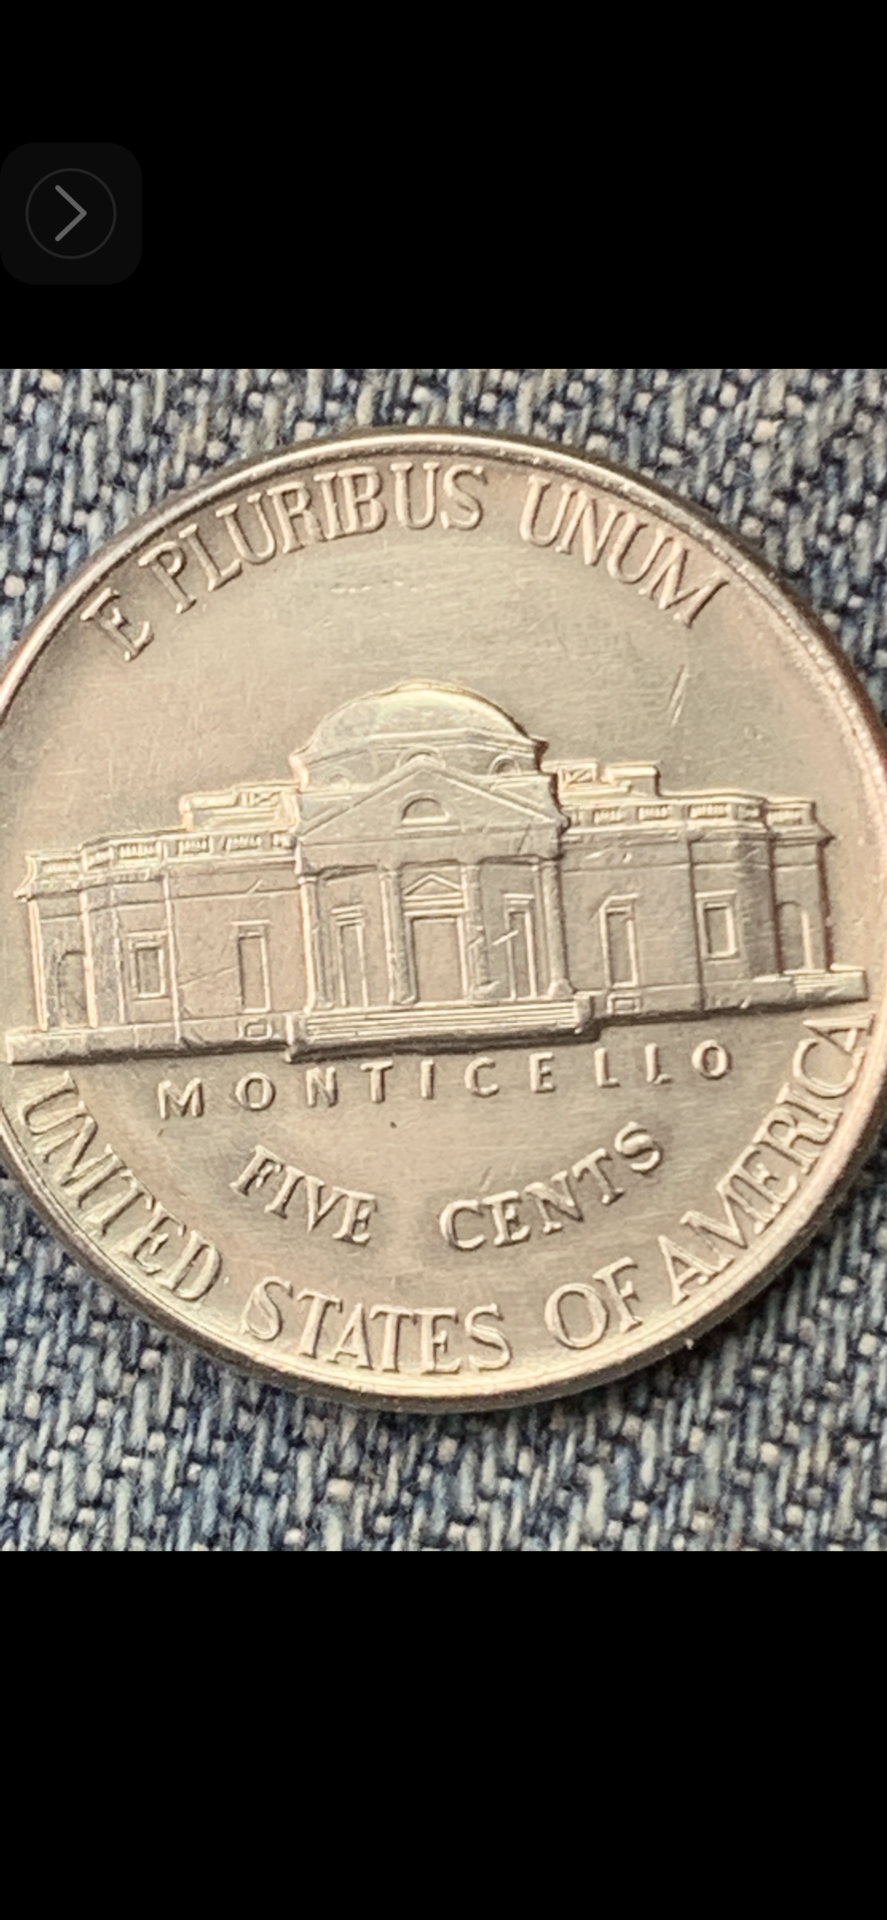 E PLURIBUS UNUM
MONTICELLO
FIVE CENTS
UNITED STATES OF AMERICA